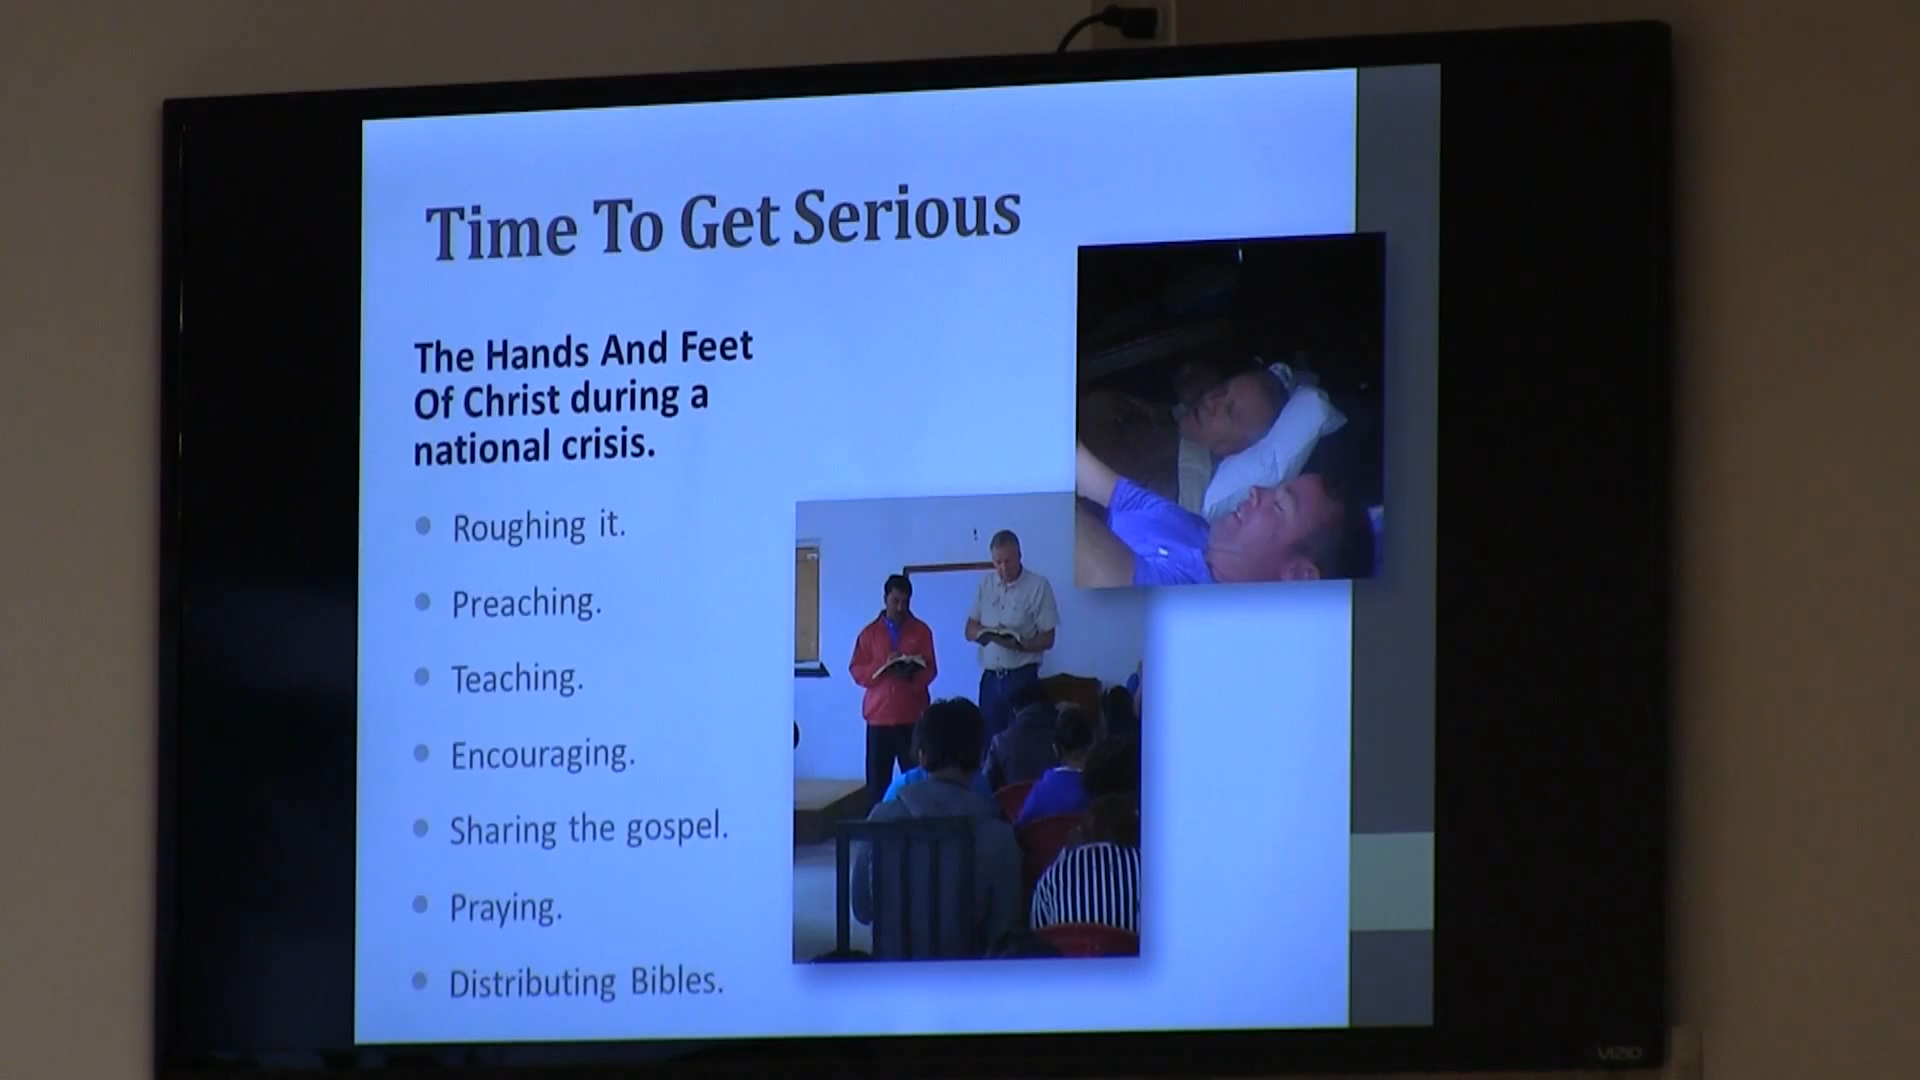 Time To Get Serious
The Hands And Feet
Of Christ during a
national crisis.
Roughing it.
Preaching.
Teaching.
Encouraging.
Sharing the gospel.
Praying.
Distributing Bibles.
VIZIO